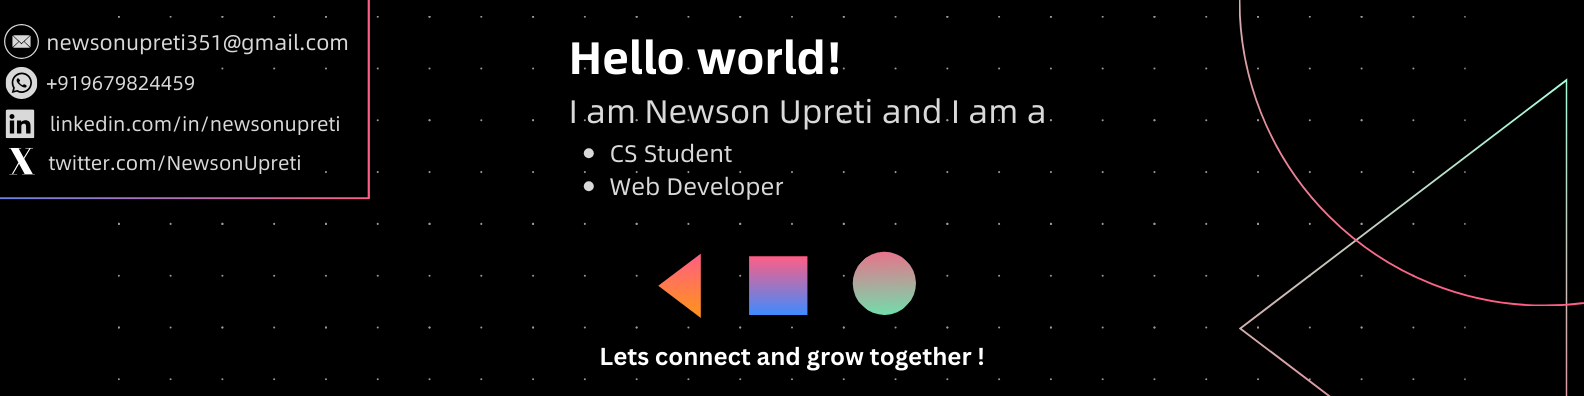 newsonupreti351@gmail.com
+919679824459
linkedin.com/in/newsonupreti
twitter.com/NewsonUpreti
Hello world!
I am Newson Upreti and I am a
CS Student
Web Developer
Lets connect and grow together !